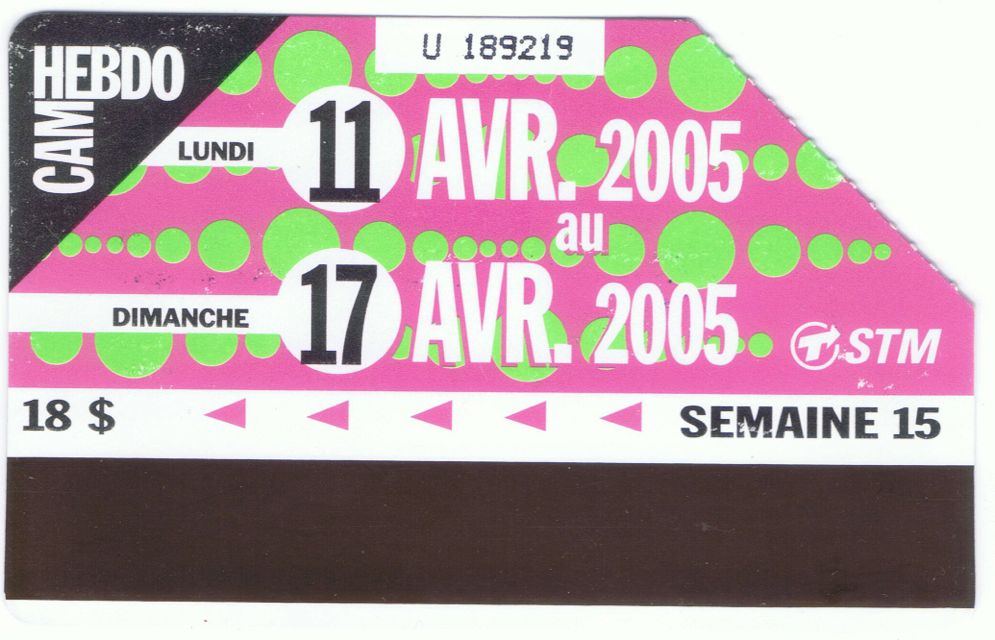 U 189219
CAM
HEBDO
LUNDI 11 AVR. 2005
au
DIMANCHE 17 AVR. 2005
STM
18 $ SEMAINE 15